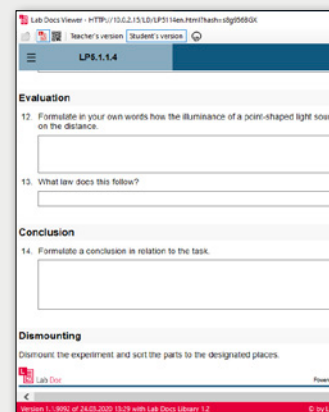 Lab Docs Viewer - HTTP://10.0.2.15/LD/LP5114en.html?hash=s8g9568GX
Teacher's version Student's version
LP5.1.1.4
Evaluation
12. Formulate in your own words how the illuminance of a point-shaped light sou
on the distance.
13. What law does this follow?
Conclusion
14. Formulate a conclusion in relation to the task.
Dismounting
Dismount the experiment and sort the parts to the designated places.
Lab Doc
Power
Version 1.1.9092 of 24.03.2020 13:29 with Lab Docs Library 1.2
© by L